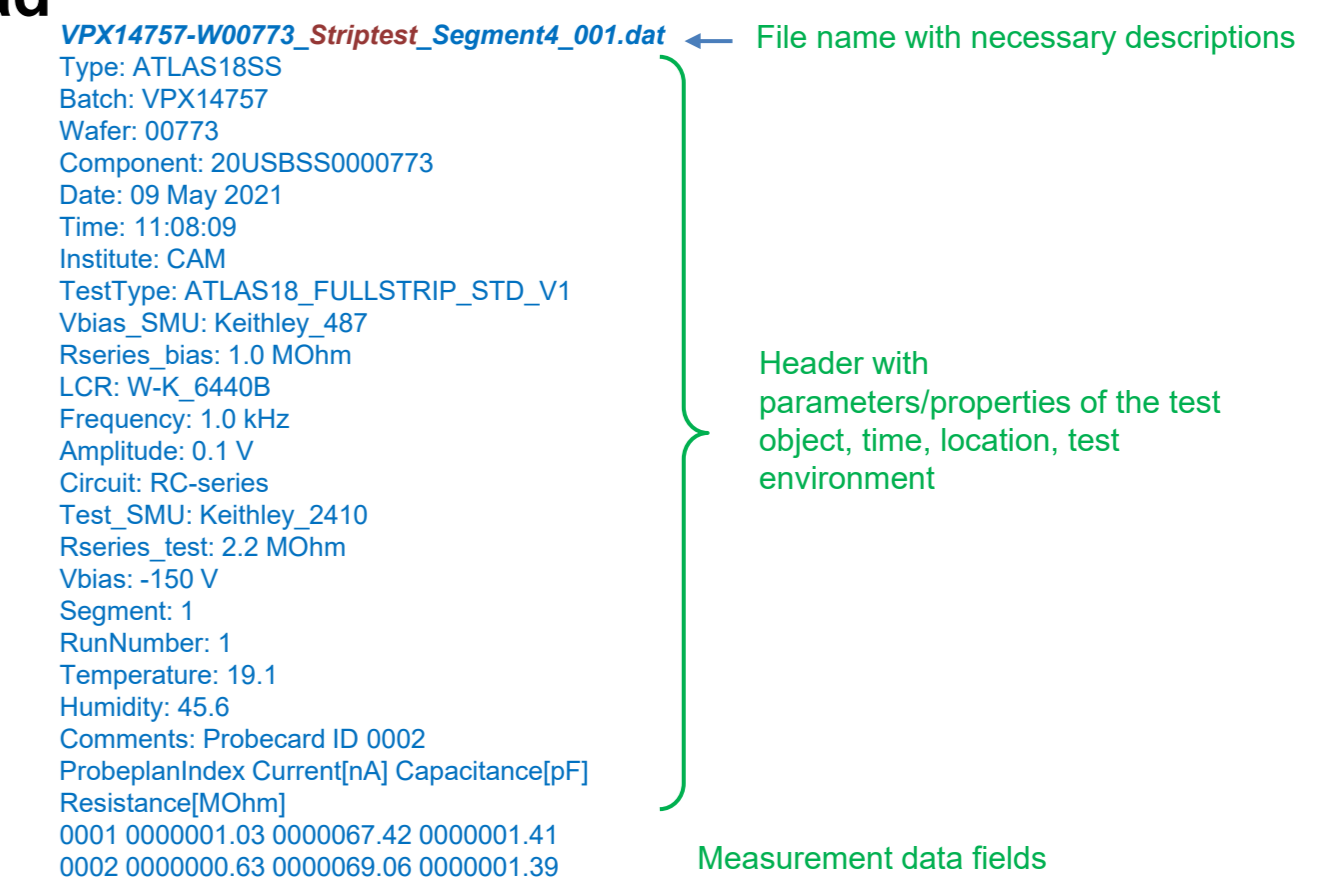 VPX14757-W00773_Striptest_Segment4_001.dat
File name with necessary descriptions
Type: ATLAS18SS
Batch: VPX14757
Wafer: 00773
Component: 20USBSS0000773
Date: 09 May 2021
Time: 11:08:09
Institute: CAM
TestType: ATLAS18_FULLSTRIP_STD_V1
Vbias_SMU: Keithley_487
Rseries_bias: 1.0 MOhm
LCR: W-K_6440B
Frequency: 1.0 kHz
Amplitude: 0.1 V
Circuit: RC-series
Test_SMU: Keithley_2410
Rseries_test: 2.2 MOhm
Vbias: -150 V
Segment: 1
RunNumber: 1
Temperature: 19.1
Humidity: 45.6
Comments: Probecard ID 0002
ProbeplanIndex Current[nA] Capacitance[pF]
Resistance[MOhm]
Header with
parameters/properties of the test
object, time, location, test
environment
0001 0000001.03 0000067.42 0000001.41
0002 0000000.63 0000069.06 0000001.39
Measurement data fields